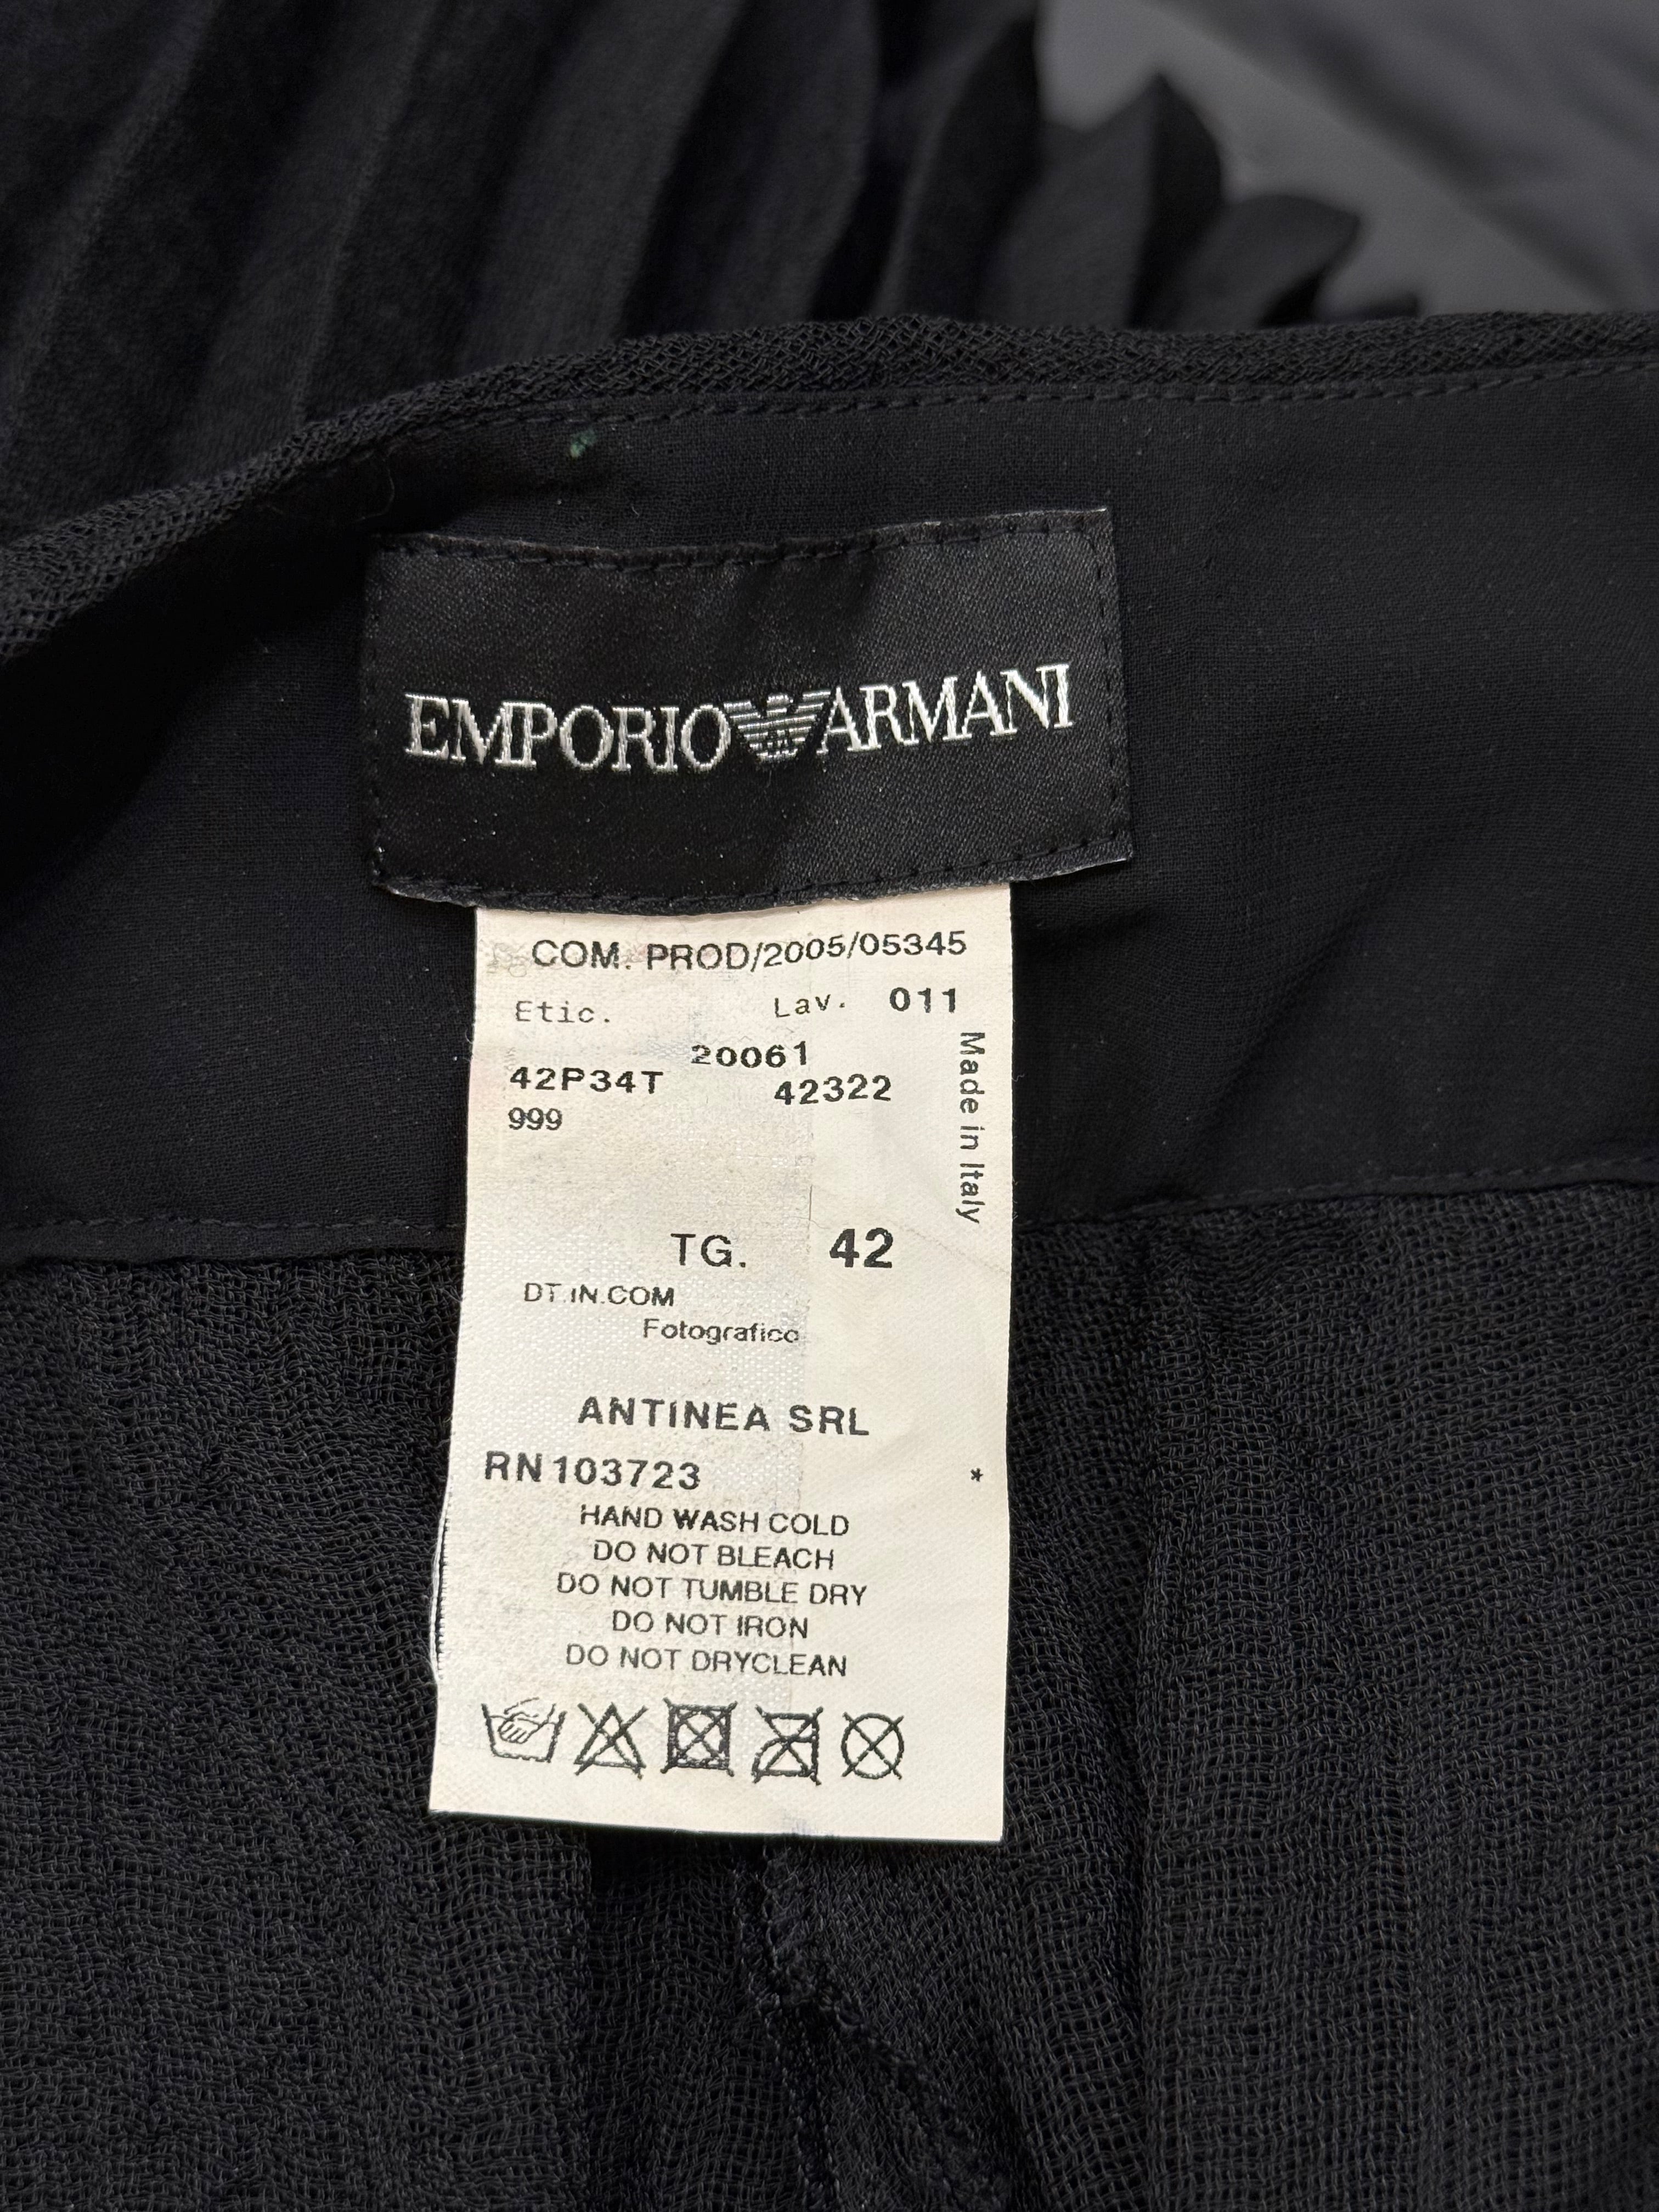 EMPORIO ARMANI
COM. PROD/2005/05345
Etic. Lav. 011
20061
42P34T 42322
999
Made in Italy
TG. 42
DT.IN.COM
Fotografico
ANTINEA SRL
RN103723 *
HAND WASH COLD
DO NOT BLEACH
DO NOT TUMBLE DRY
DO NOT IRON
DO NOT DRYCLEAN